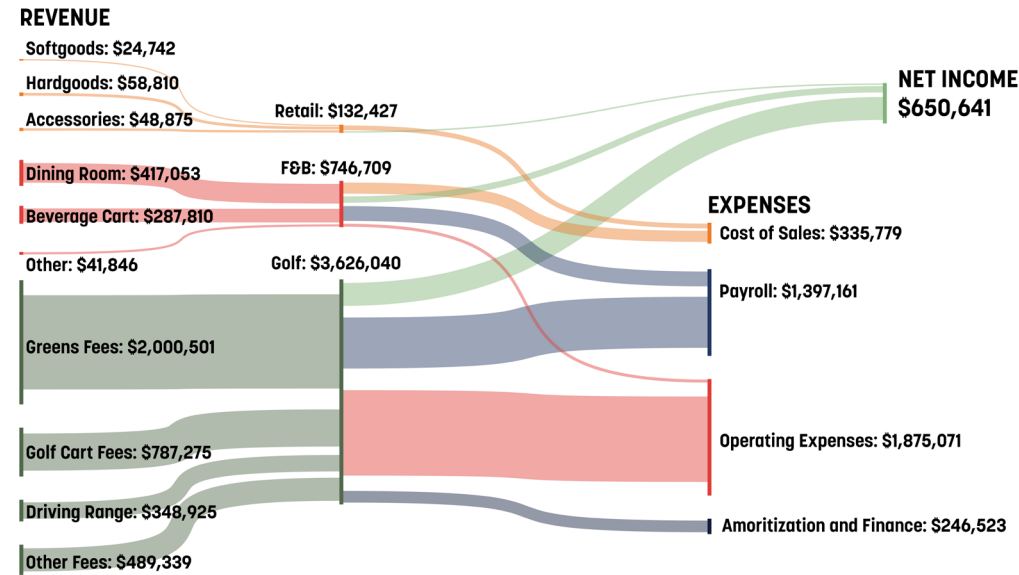 REVENUE
Softgoods: $24,742
Hardgoods: $58,810
Accessories: $48,875
Dining Room: $417,053
Beverage Cart: $287,810
Other: $41,846
Greens Fees: $2,000,501
Golf Cart Fees: $787,275
Driving Range: $348,925
Other Fees: $489,339
Retail: $132,427
F&B: $746,709
Golf: $3,626,040
NET INCOME
$650,641
EXPENSES
Cost of Sales: $335,779
Payroll: $1,397,161
Operating Expenses: $1,875,071
Amoritization and Finance: $246,523